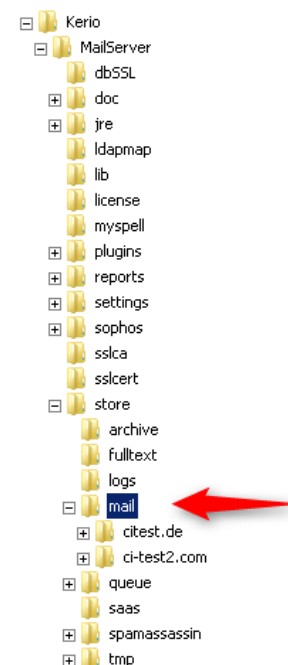 Kerio
MailServer
dbSSL
doc
jre
ldapmap
lib
license
myspell
plugins
reports
settings
sophos
sslca
sslcert
store
archive
fulltext
logs
mail
citest.de
ci-test2.com
queue
saas
spamassassin
tmp